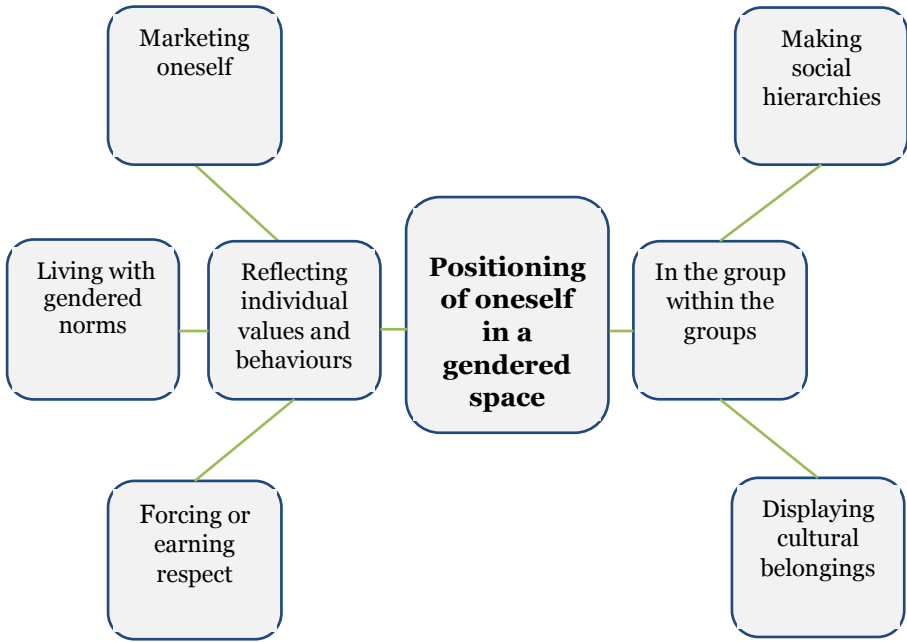 Marketing
oneself
Making
social
hierarchies
Living with
gendered
norms
Reflecting
individual
values and
behaviours
Positioning
of oneself
in a
gendered
space
In the group
within the
groups
Forcing or
earning
respect
Displaying
cultural
belongings